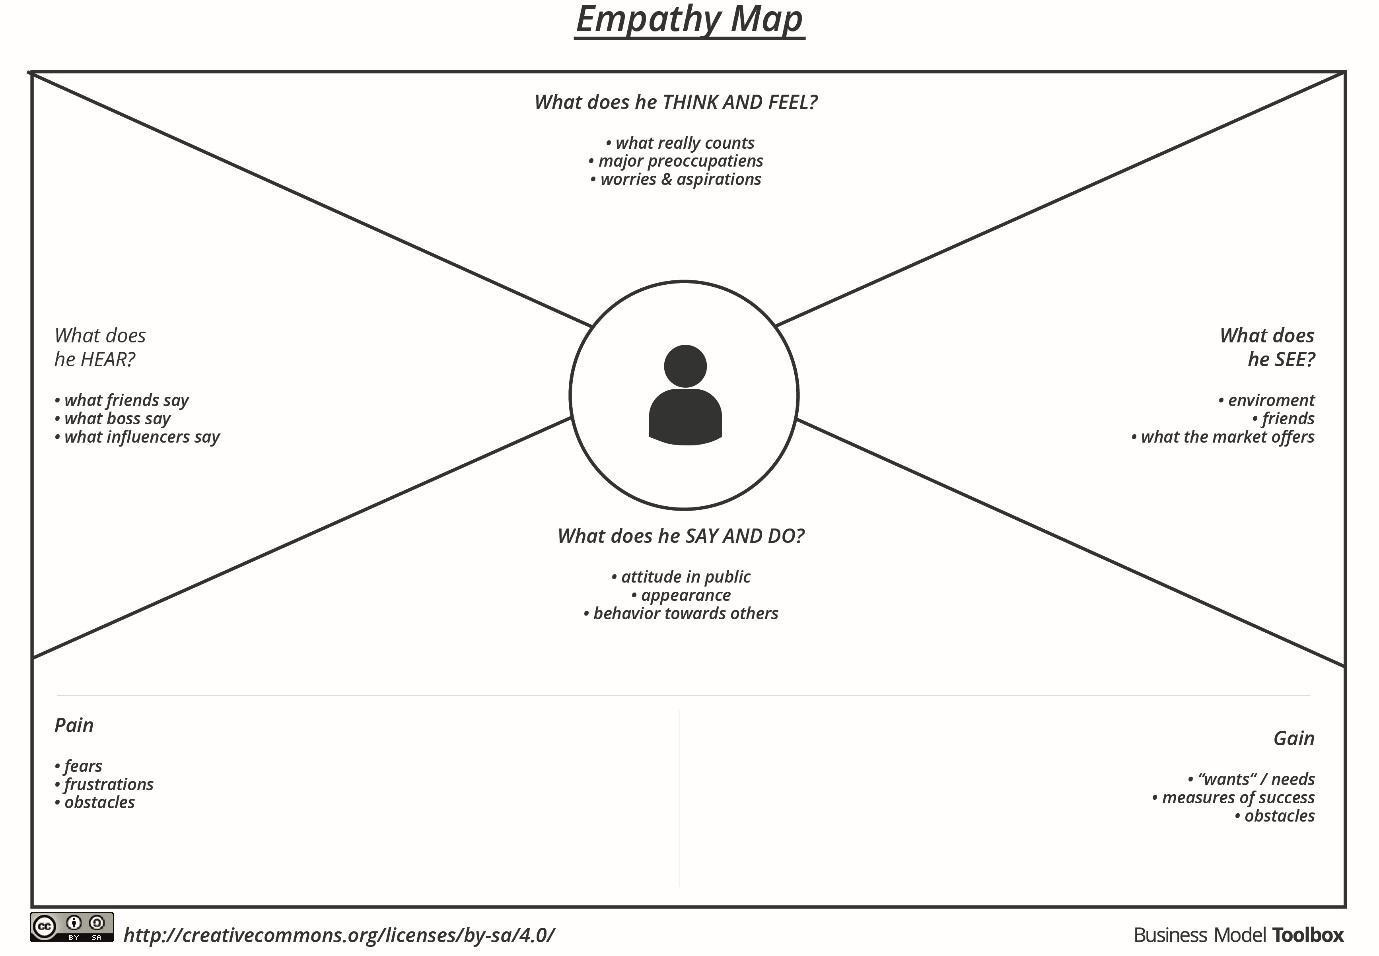 Empathy Map
What does he THINK AND FEEL?
• what really counts
• major preoccupatiens
• worries & aspirations
What does
he HEAR?
• what friends say
• what boss say
• what influencers say
What does
he SEE?
• enviroment
• friends
• what the market offers
What does he SAY AND DO?
• attitude in public
• appearance
• behavior towards others
Pain
• fears
• frustrations
• obstacles
Gain
• “wants“ / needs
• measures of success
• obstacles
cc BY SA
http://creativecommons.org/licenses/by-sa/4.0/
Business Model Toolbox